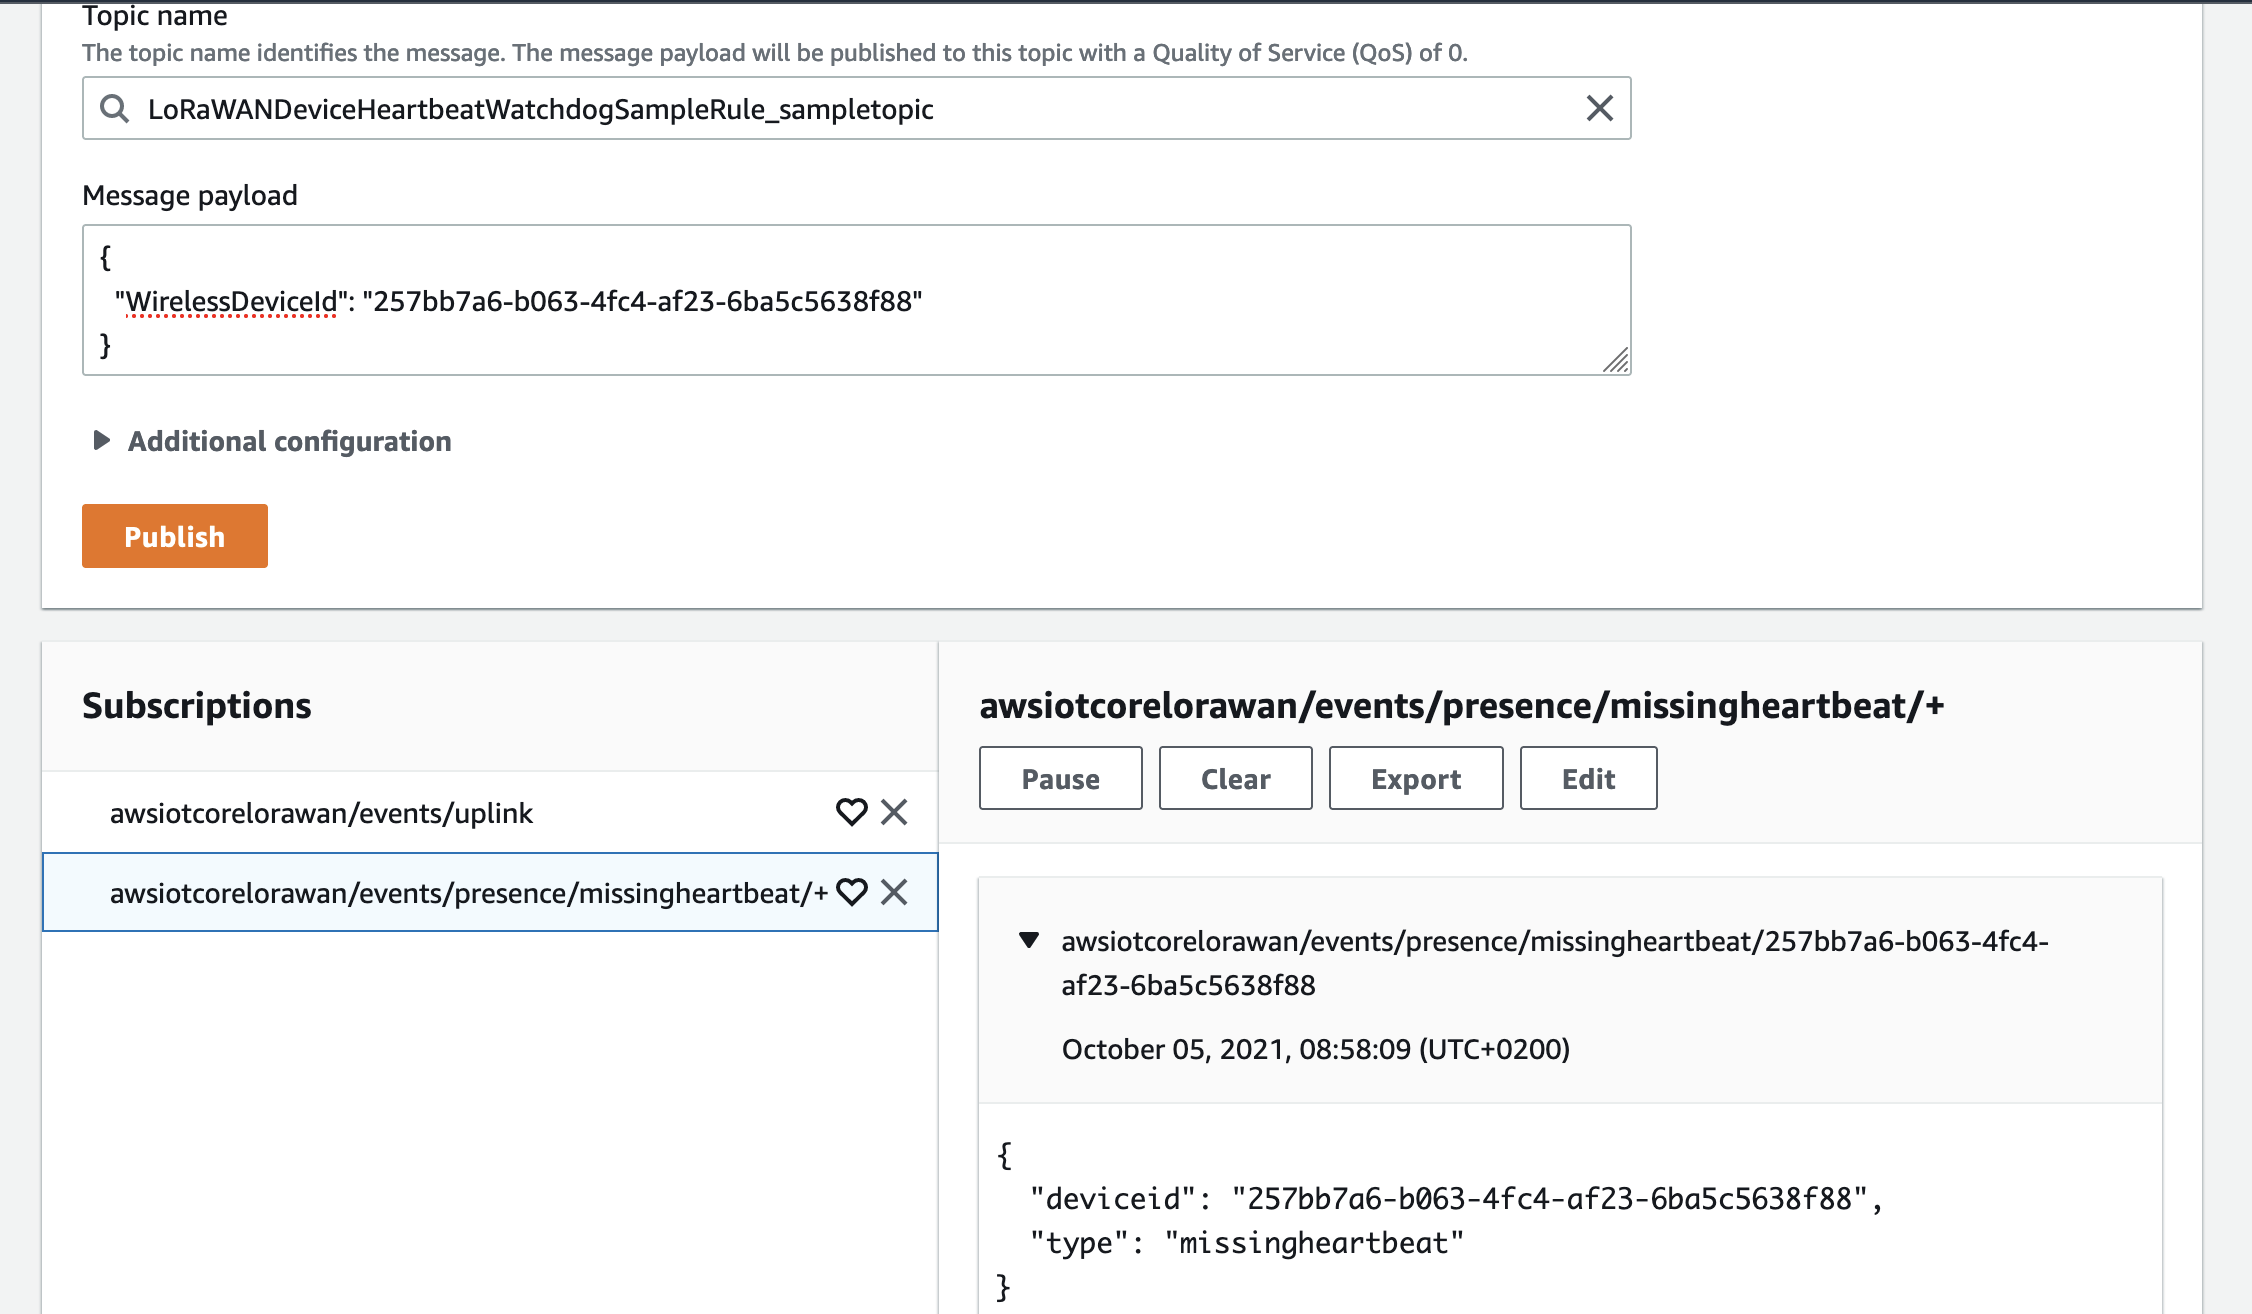 Topic name
The topic name identifies the message. The message payload will be published to this topic with a Quality of Service (QoS) of 0.
LoRaWANDeviceHeartbeatWatchdogSampleRule_sampletopic
Message payload
{
"WirelessDeviceId": "257bb7a6-b063-4fc4-af23-6ba5c5638f88"
}
Additional configuration
Publish
Subscriptions
awsiotcorelorawan/events/uplink
awsiotcorelorawan/events/presence/missingheartbeat/+
awsiotcorelorawan/events/presence/missingheartbeat/+
Pause Clear Export Edit
awsiotcorelorawan/events/presence/missingheartbeat/257bb7a6-b063-4fc4-
af23-6ba5c5638f88
October 05, 2021, 08:58:09 (UTC+0200)
{
"deviceid": "257bb7a6-b063-4fc4-af23-6ba5c5638f88",
"type": "missingheartbeat"
}